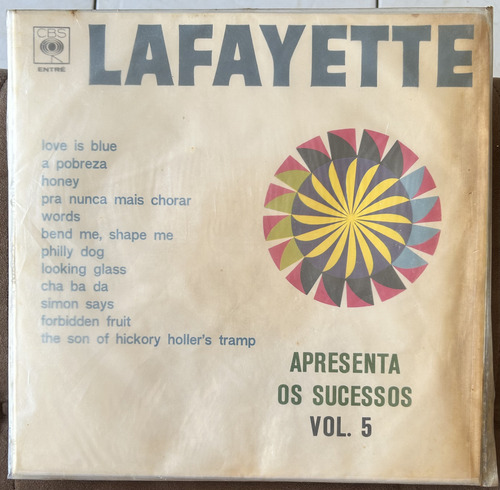 CBS
ENTRÉ
LAFAYETTE
love is blue
a pobreza
honey
pra nunca mais chorar
words
bend me, shape me
philly dog
looking glass
cha ba da
simon says
forbidden fruit
the son of hickory holler's tramp
APRESENTA
OS SUCESSOS
VOL. 5